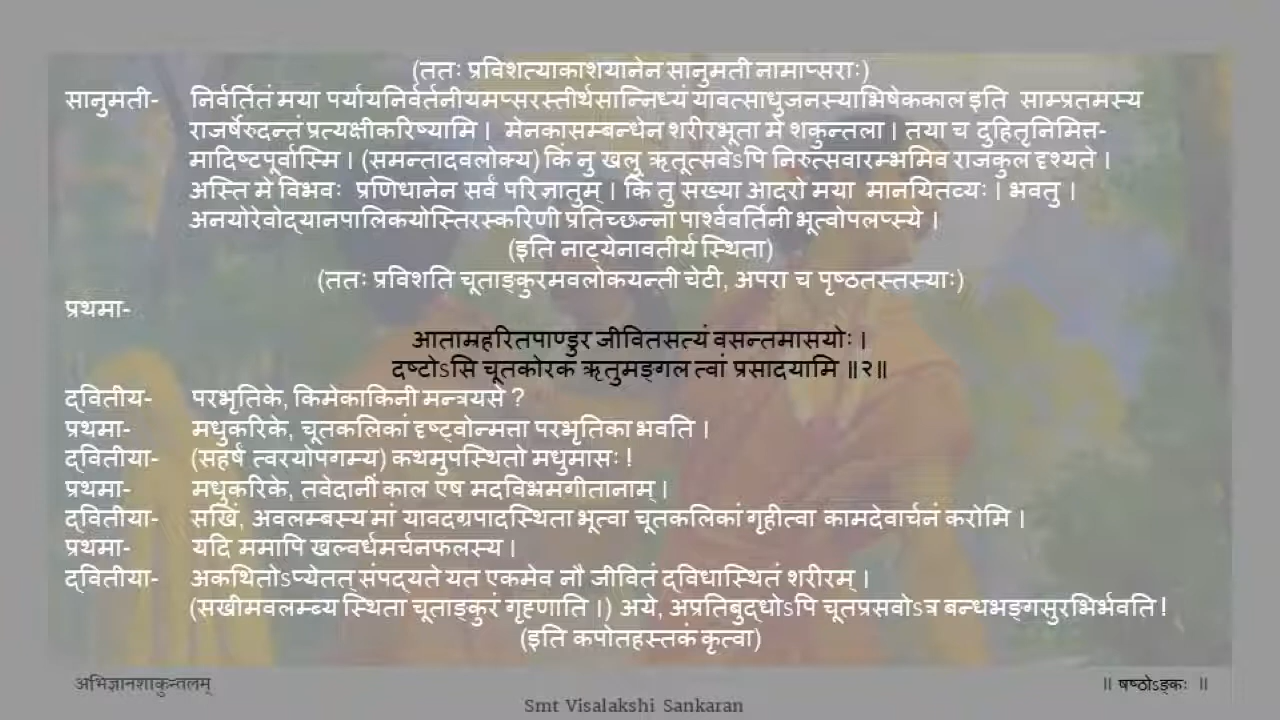 (ततः प्रविशत्याकाशयानेन सानुमती नामाप्सराः)
सानुमती- निर्वर्तितं मया पर्यायनिर्वर्तनीयमप्सरस्तीर्थसान्निध्यं यावत्साधुजनस्याभिषेककाल इति साम्प्रतमस्य
राजर्षेरुदन्तं प्रत्यक्षीकरिष्यामि । मेनकासम्बन्धेन शरीरभूता मे शकुन्तला । तया च दुहितृनिमित्त-
मादिष्टपूर्वास्मि । (समन्तादवलोक्य) किं नु खलु ऋतूत्सवेऽपि निरुत्सवारम्भमिव राजकुलं दृश्यते ।
अस्ति मे विभवः प्रणिधानेन सर्वं परिज्ञातुम् । किं तु सख्या आदरो मया मानयितव्यः । भवतु ।
अनयोरेवोद्यानपालिकयोस्तिरस्करिणी प्रतिच्छन्ना पार्श्ववर्तिनी भूत्वोपलप्स्ये ।
(इति नाट्येनावतीर्य स्थिता)
(ततः प्रविशति चूताङ्कुरमवलोकयन्ती चेटी, अपरा च पृष्ठतस्तस्याः)
प्रथमा-
आताम्रहरितपाण्डुर जीवितसत्यं वसन्तमासयोः ।
दष्टोऽसि चूतकोरक ऋतुमङ्गल त्वां प्रसादयामि ॥२॥
द्वितीय- परभृतिके, किमेकाकिनी मन्त्रयसे ?
प्रथमा- मधुकरिके, चूतकलिकां दृष्ट्वोन्मत्ता परभृतिका भवति ।
द्वितीया- (सहर्षं त्वरयोपगम्य) कथमुपस्थितो मधुमासः !
प्रथमा- मधुकरिके, तवेदानीं काल एष मदविभ्रमगीतानाम् ।
द्वितीया- सखि, अवलम्बस्य मां यावदग्रपादस्थिता भूत्वा चूतकलिकां गृहीत्वा कामदेवार्चनं करोमि ।
प्रथमा- यदि ममापि खल्वर्धमर्चनफलस्य ।
द्वितीया- अकथितोऽप्येतत् संपद्यते यत एकमेव नौ जीवितं द्विधास्थितं शरीरम् ।
(सखीमवलम्ब्य स्थिता चूताङ्कुरं गृह्णाति ।) अये, अप्रतिबुद्धोऽपि चूतप्रसवोऽत्र बन्धभङ्गसुरभिर्भवति !
(इति कपोतहस्तकं कृत्वा)
अभिज्ञानशाकुन्तलम्
॥ षष्ठोऽङ्कः ॥
Smt Visalakshi Sankaran